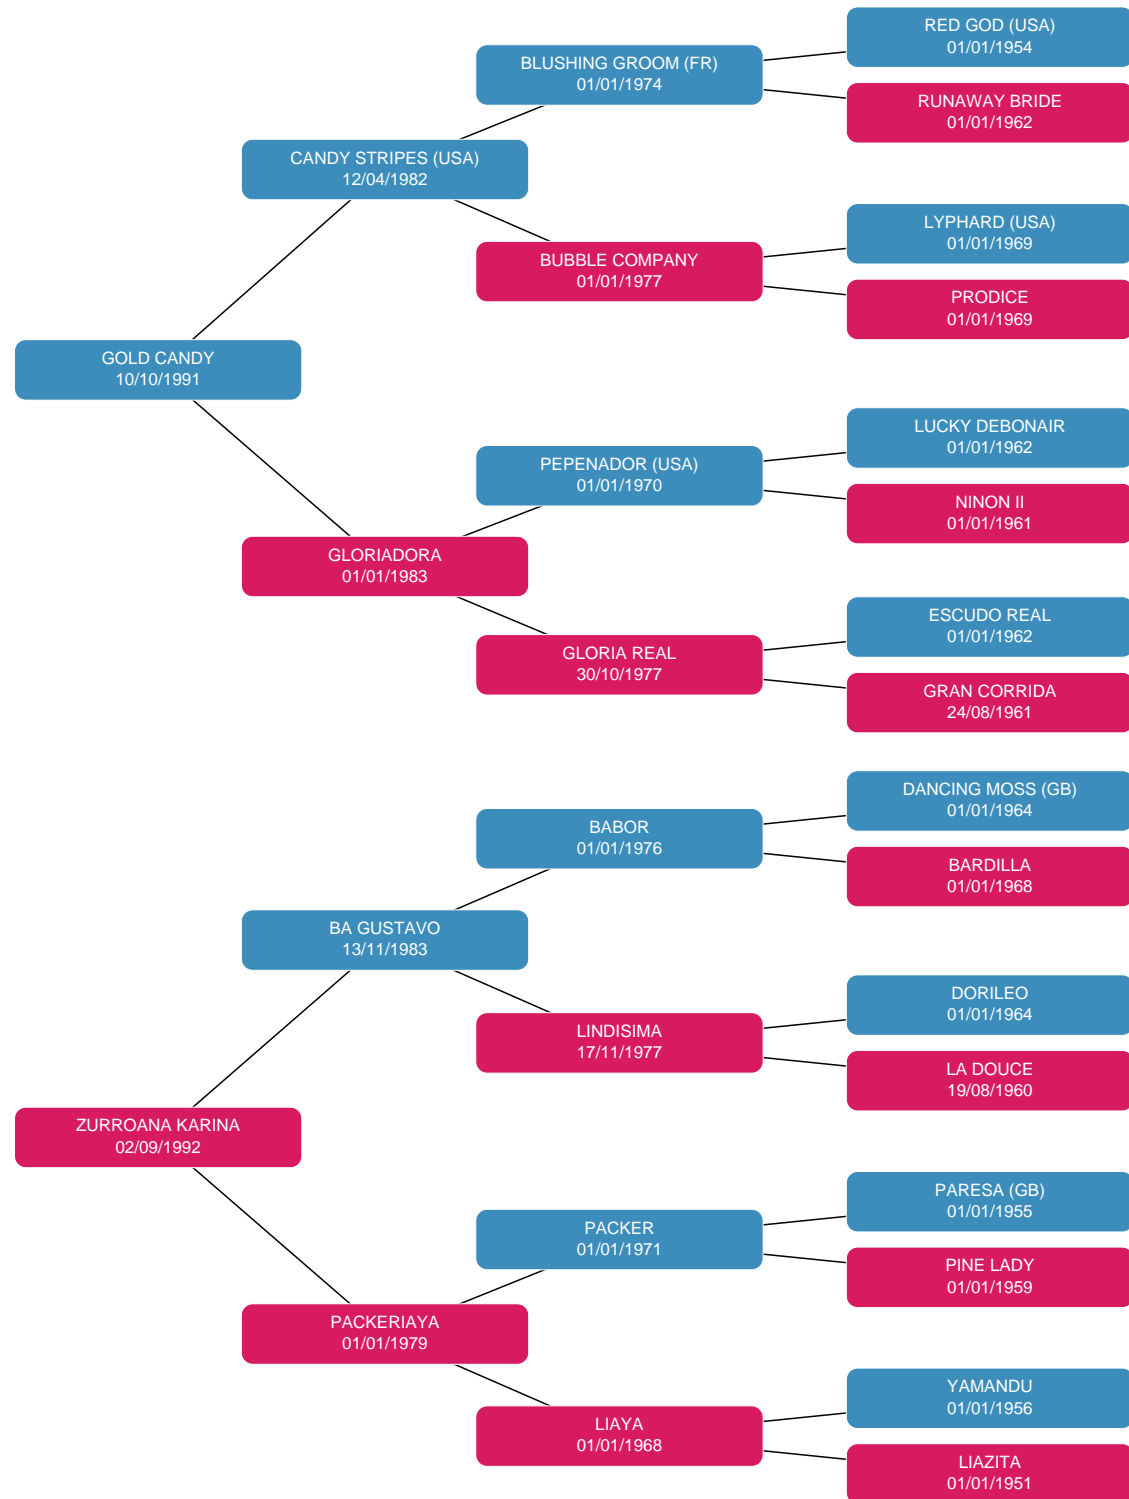 RED GOD (USA)
01/01/1954
BLUSHING GROOM (FR)
01/01/1974
RUNAWAY BRIDE
01/01/1962
CANDY STRIPES (USA)
12/04/1982
LYPHARD (USA)
01/01/1969
BUBBLE COMPANY
01/01/1977
PRODICE
01/01/1969
GOLD CANDY
10/10/1991
LUCKY DEBONAIR
01/01/1962
PEPENADOR (USA)
01/01/1970
NINON II
01/01/1961
GLORIADORA
01/01/1983
ESCUDO REAL
01/01/1962
GLORIA REAL
30/10/1977
GRAN CORRIDA
24/08/1961
DANCING MOSS (GB)
01/01/1964
BABOR
01/01/1976
BARDILLA
01/01/1968
BA GUSTAVO
13/11/1983
DORILEO
01/01/1964
LINDISIMA
17/11/1977
LA DOUCE
19/08/1960
ZURROANA KARINA
02/09/1992
PARESA (GB)
01/01/1955
PACKER
01/01/1971
PINE LADY
01/01/1959
PACKERIAYA
01/01/1979
YAMANDU
01/01/1956
LIAYA
01/01/1968
LIAZITA
01/01/1951